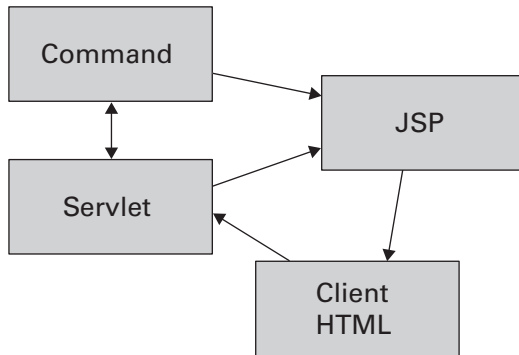 Command
JSP
Servlet
Client
HTML